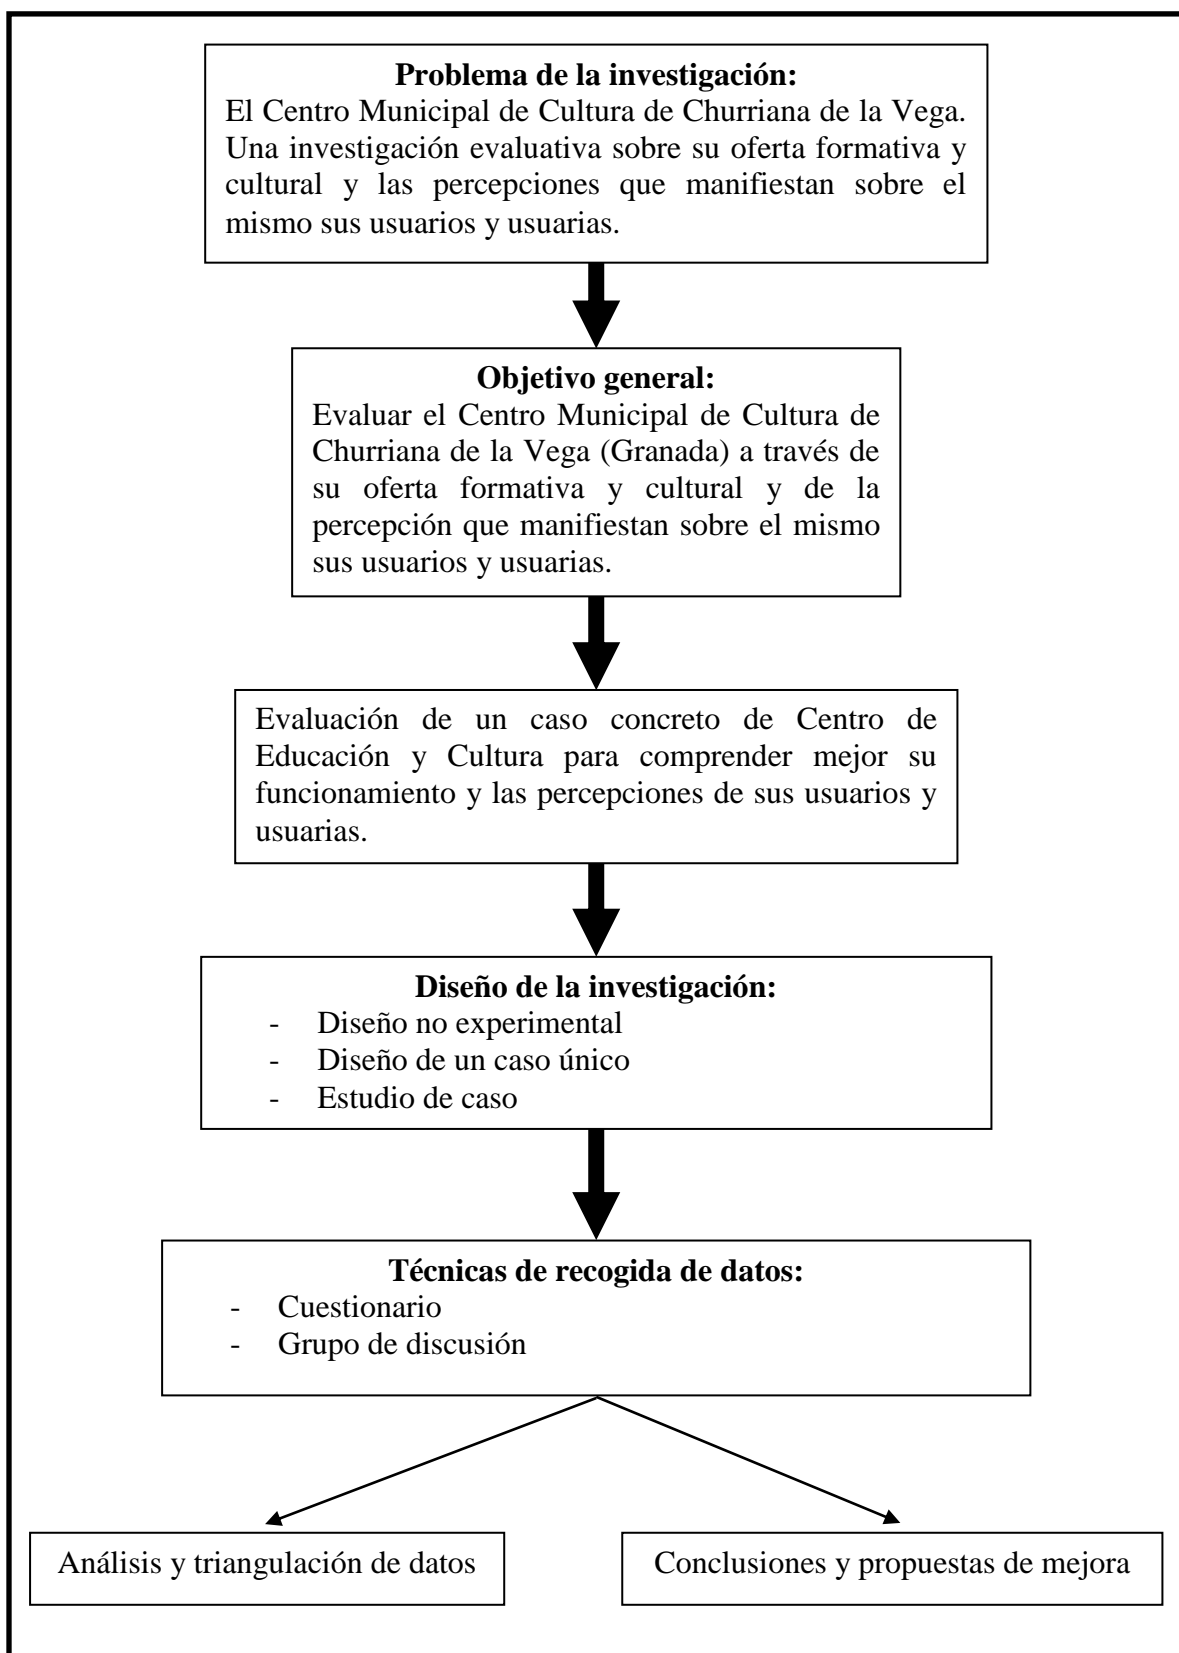 Problema de la investigación:
El Centro Municipal de Cultura de Churriana de la Vega.
Una investigación evaluativa sobre su oferta formativa y
cultural y las percepciones que manifiestan sobre el
mismo sus usuarios y usuarias.
Objetivo general:
Evaluar el Centro Municipal de Cultura de
Churriana de la Vega (Granada) a través de
su oferta formativa y cultural y de la
percepción que manifiestan sobre el mismo
sus usuarios y usuarias.
Evaluación de un caso concreto de Centro de
Educación y Cultura para comprender mejor su
funcionamiento y las percepciones de sus usuarios y
usuarias.
Diseño de la investigación:
- Diseño no experimental
- Diseño de un caso único
- Estudio de caso
Técnicas de recogida de datos:
- Cuestionario
- Grupo de discusión
Análisis y triangulación de datos
Conclusiones y propuestas de mejora